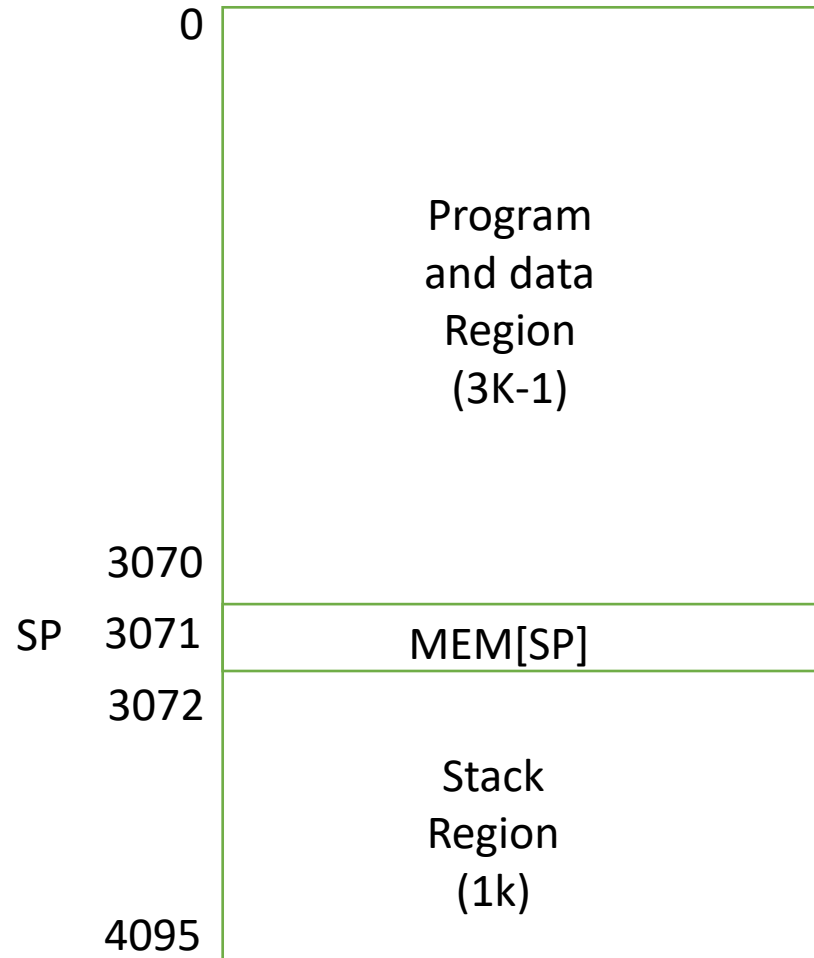 0
Program
and data
Region
(3K-1)
3070
SP 3071 MEM[SP]
3072
Stack
Region
(1k)
4095